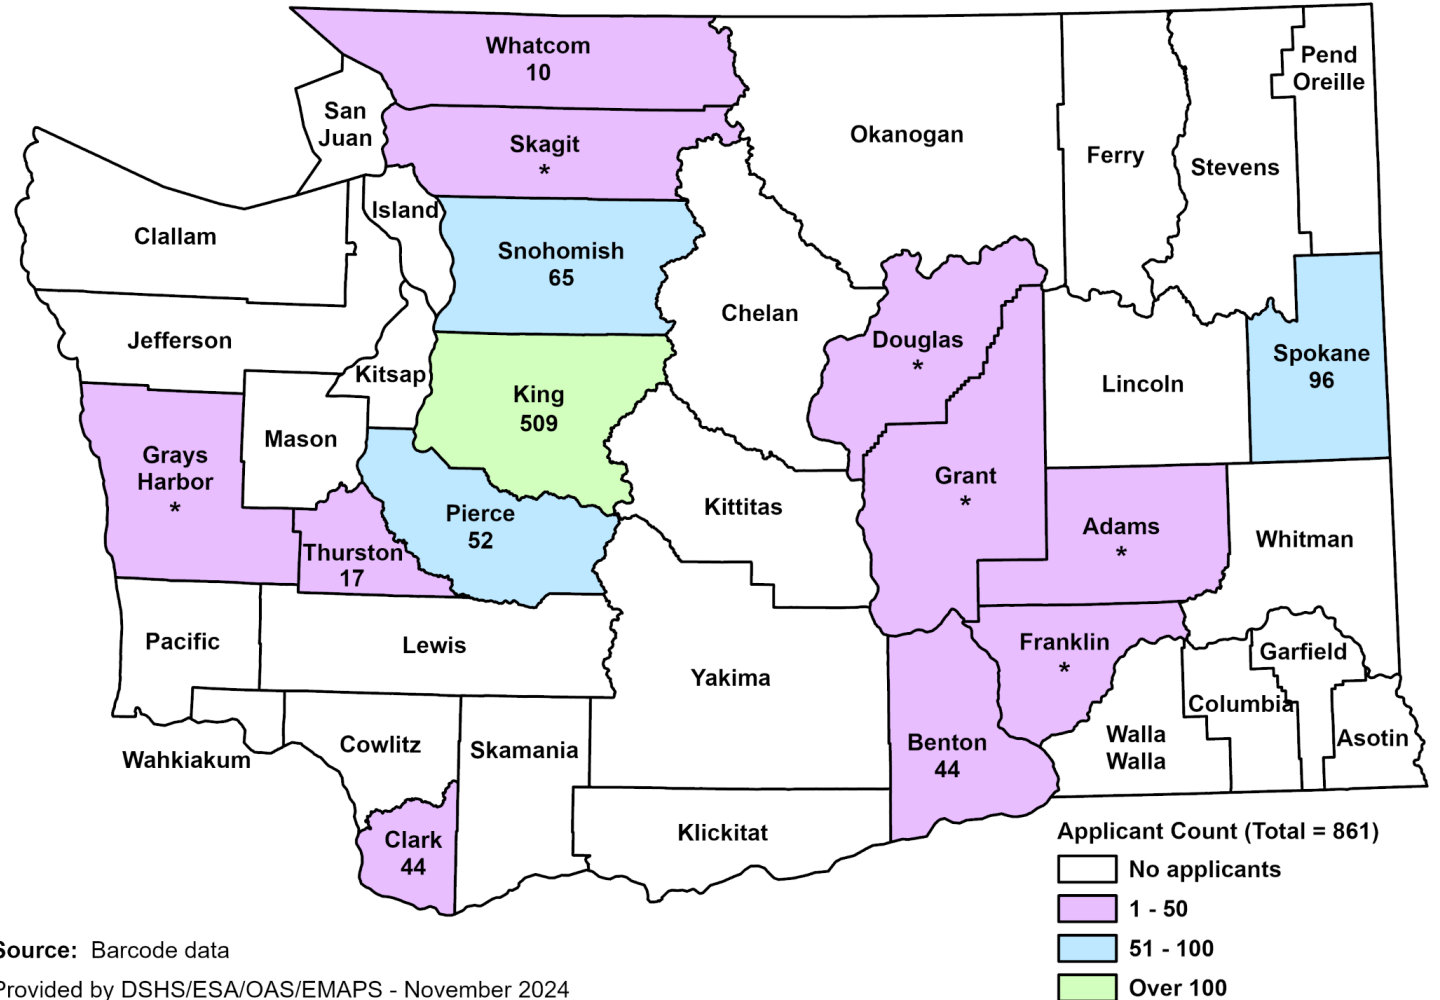 Whatcom
10
San
Juan
Skagit
*
Okanogan
Ferry
Stevens
Pend
Oreille
Clallam
Island
Snohomish
65
Chelan
Jefferson
Kitsap
King
509
Douglas
*
Lincoln
Spokane
96
Grays
Harbor
*
Mason
Thurston
17
Pierce
52
Kittitas
Grant
*
Adams
*
Whitman
Pacific
Lewis
Yakima
Franklin
*
Garfield
Columbia
Wahkiakum
Cowlitz
Skamania
Benton
44
Walla
Walla
Asotin
Clark
44
Klickitat
Applicant Count (Total = 861)
No applicants
1 - 50
51 - 100
Over 100
Source: Barcode data
Provided by DSHS/ESA/OAS/EMAPS - November 2024